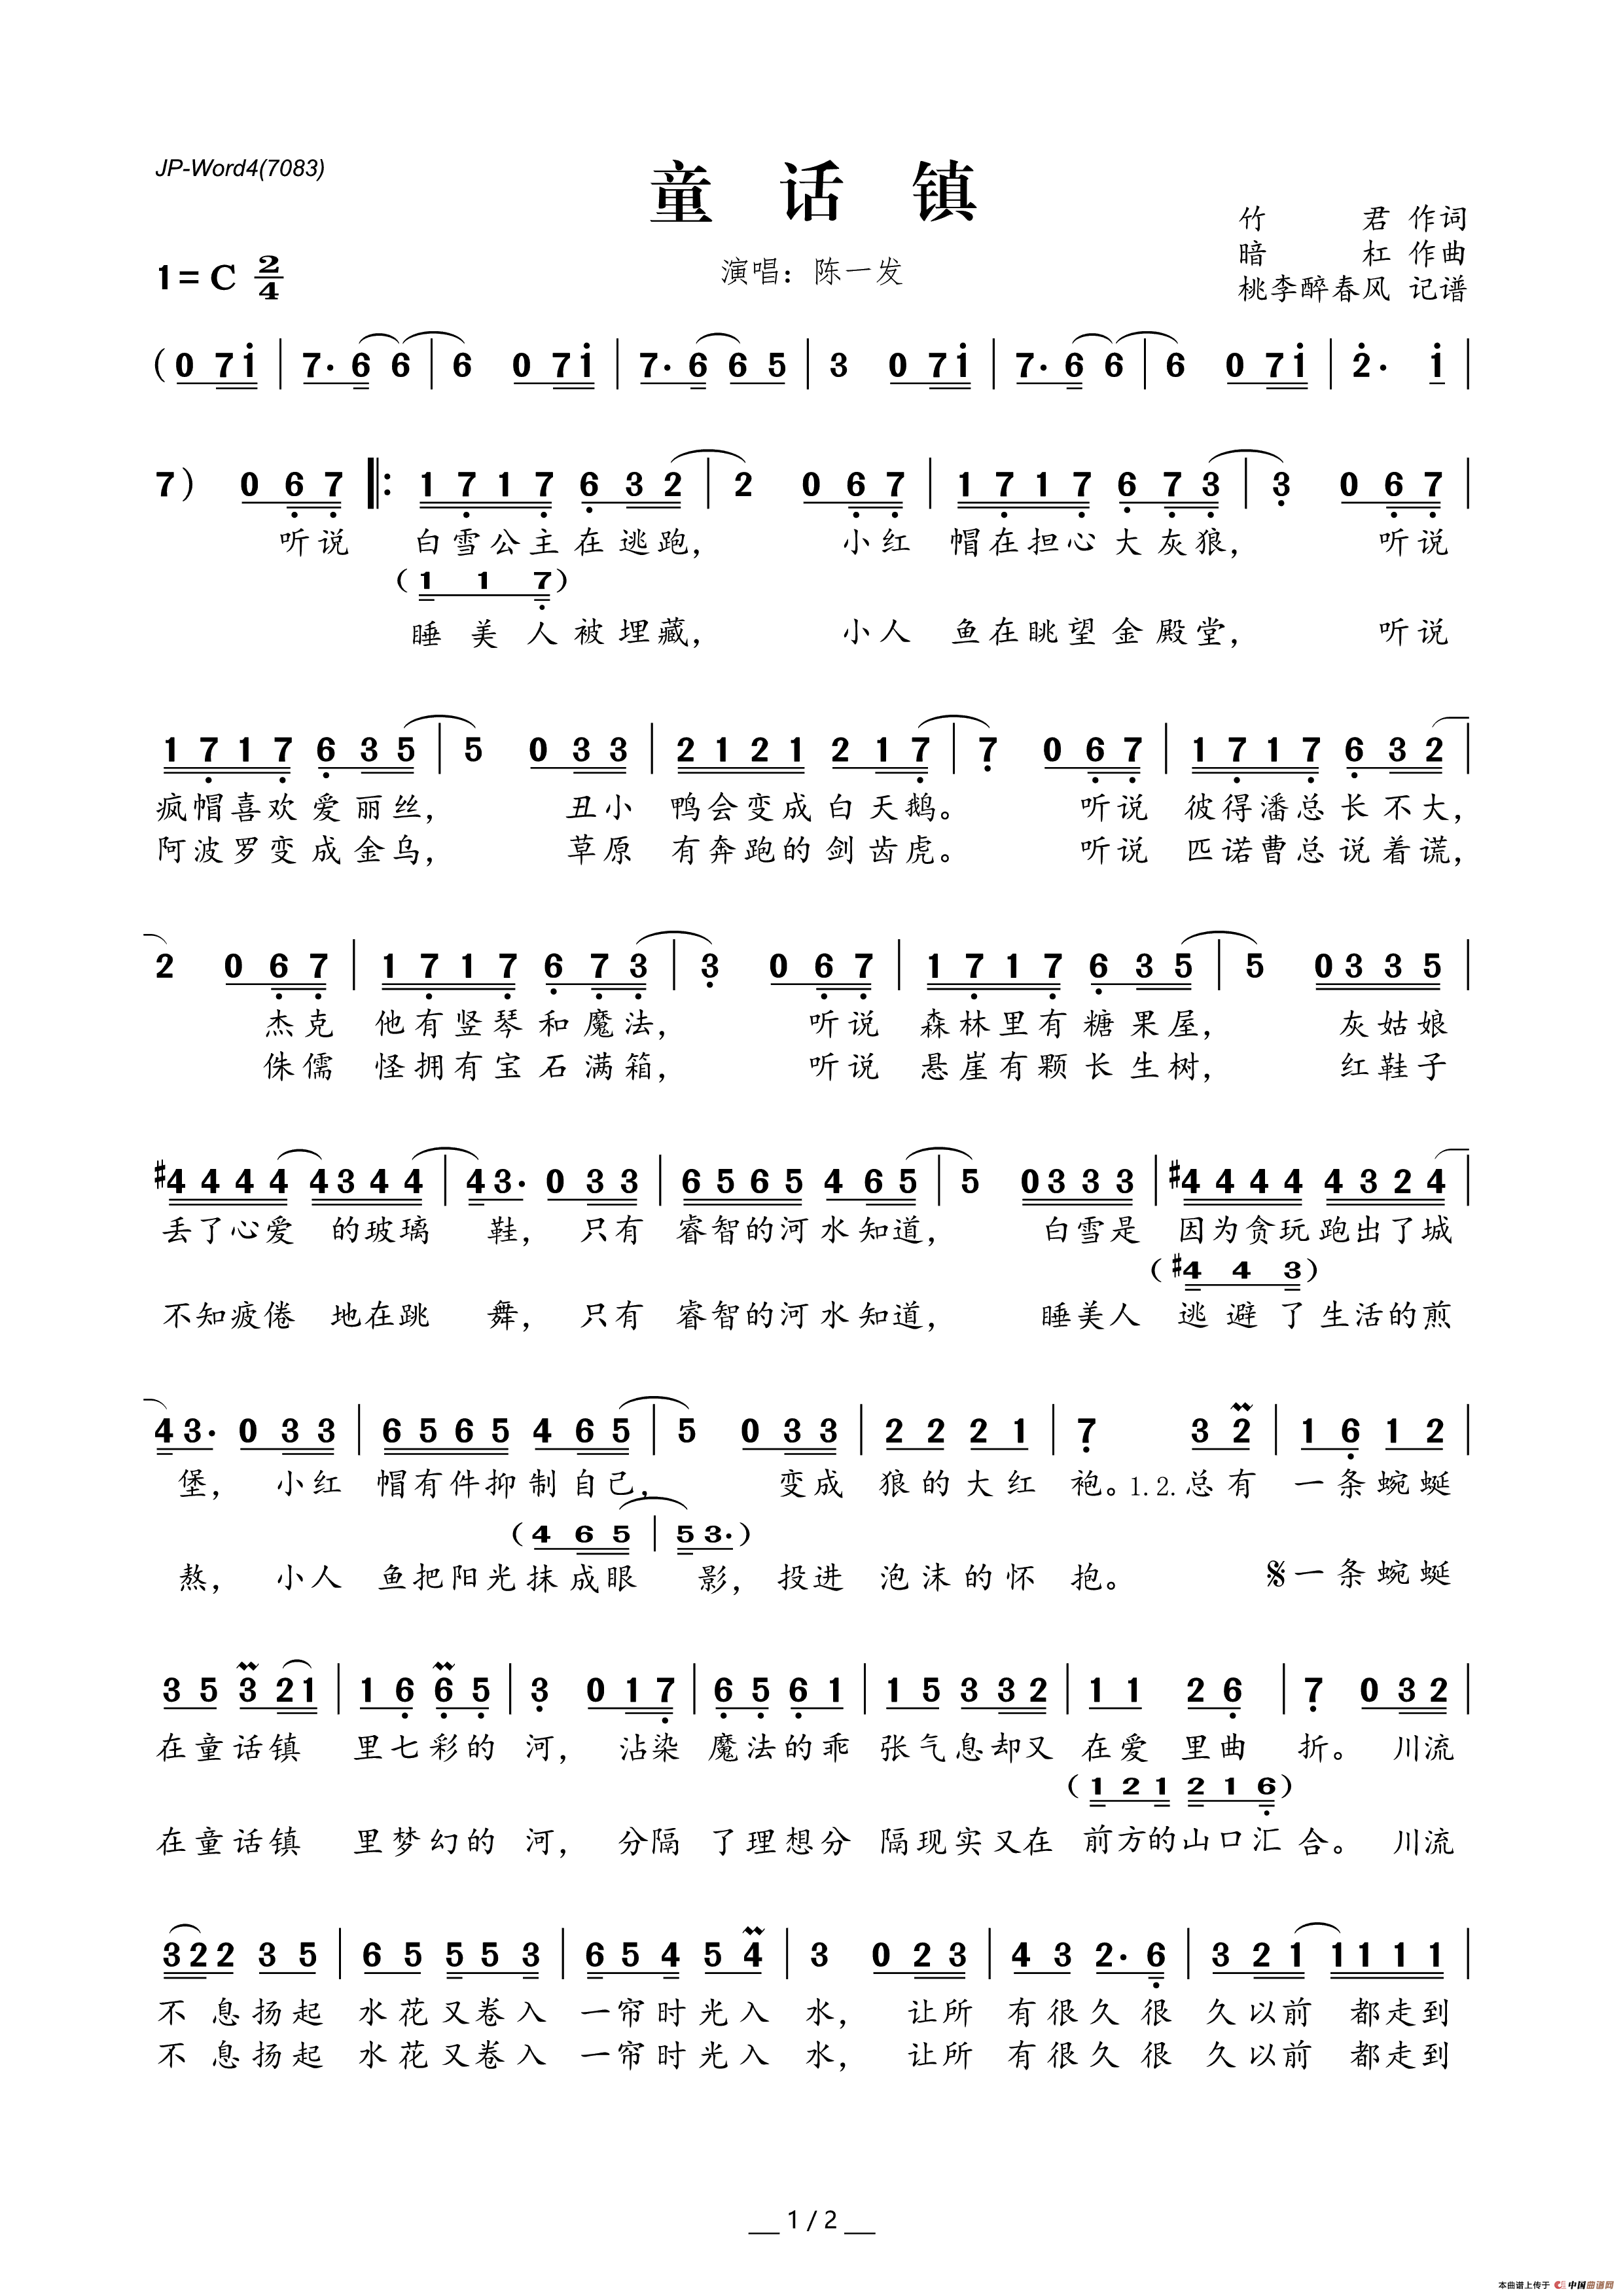 JP-Word4(7083)
童 话 镇
竹 君 作词
暗 杠 作曲
桃李醉春风 记谱
1=C 2/4
演唱：陈一发
(0 7 1 | 7· 6 6 | 6 0 7 1 | 7· 6 6 5 | 3 0 7 1 | 7· 6 6 | 6 0 7 1 | 2· 1 |
7) 0 6 7 ‖: 1 7 1 7 6 3 2 | 2 0 6 7 | 1 7 1 7 6 7 3 | 3 0 6 7 |
听说 白雪公主在逃跑， 小红 帽在担心大灰狼， 听说
(1 1 7)
睡美人被埋藏， 小人 鱼在眺望金殿堂， 听说
1 7 1 7 6 3 5 | 5 0 3 3 | 2 1 2 1 2 1 7 | 7 0 6 7 | 1 7 1 7 6 3 2 |
疯帽喜欢爱丽丝， 丑小 鸭会变成白天鹅。 听说 彼得潘总长不大，
阿波罗变成金乌， 草原 有奔跑的剑齿虎。 听说 匹诺曹总说着谎，
2 0 6 7 | 1 7 1 7 6 7 3 | 3 0 6 7 | 1 7 1 7 6 3 5 | 5 0 3 3 5 |
杰克 他有竖琴和魔法， 听说 森林里有糖果屋， 灰姑娘
侏儒 怪拥有宝石满箱， 听说 悬崖有颗长生树， 红鞋子
#4 4 4 4 4 3 4 4 | 4 3· 0 3 3 | 6 5 6 5 4 6 5 | 5 0 3 3 3 | #4 4 4 4 4 3 2 4 |
丢了心爱 的玻璃 鞋， 只有 睿智的河水知道， 白雪是 因为贪玩跑出了城
(#4 4 3)
不知疲倦 地在跳 舞， 只有 睿智的河水知道， 睡美人 逃避了生活的煎
4 3· 0 3 3 | 6 5 6 5 4 6 5 | 5 0 3 3 | 2 2 2 1 | 7 3 2 | 1 6 1 2 |
堡， 小红 帽有件抑制自己， 变成 狼的大红 袍。1.2.总有 一条蜿蜒
(4 6 5 | 5 3·)
熬， 小人 鱼把阳光抹成眼 影， 投进 泡沫的怀 抱。 𝄋一条蜿蜒
3 5 3 2 1 | 1 6 6 5 | 3 0 1 7 | 6 5 6 1 | 1 5 3 3 2 | 1 1 2 6 | 7 0 3 2 |
在童话镇 里七彩的 河， 沾染 魔法的乖 张气息却又 在爱里曲 折。 川流
(1 2 1 2 1 6)
在童话镇 里梦幻的 河， 分隔 了理想分 隔现实又在 前方的山口汇 合。 川流
3 2 2 3 5 | 6 5 5 5 3 | 6 5 4 5 4 | 3 0 2 3 | 4 3 2· 6 | 3 2 1 1 1 1 1 |
不息扬起 水花又卷入 一帘时光入 水， 让所 有很久很 久以前 都走到
不息扬起 水花又卷入 一帘时光入 水， 让所 有很久很 久以前 都走到
1 / 2
本曲谱上传于 中国曲谱网